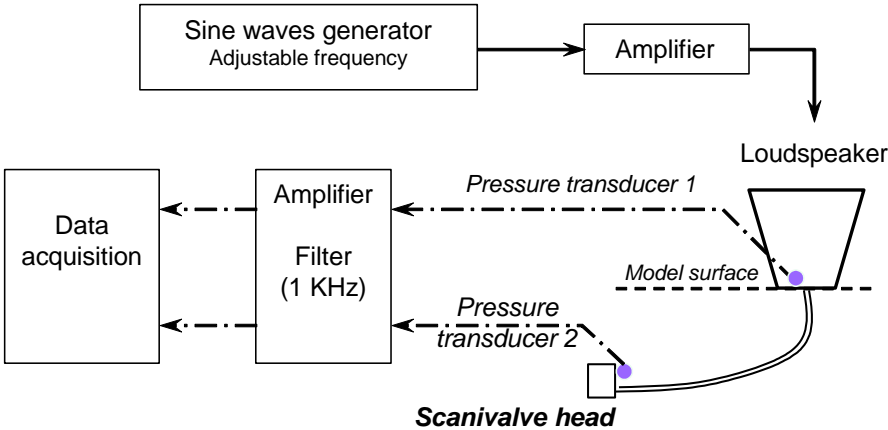 Sine waves generator
Adjustable frequency
Amplifier
Loudspeaker
Data
acquisition
Amplifier
Filter
(1 KHz)
Pressure transducer 1
Model surface
Pressure
transducer 2
Scanivalve head